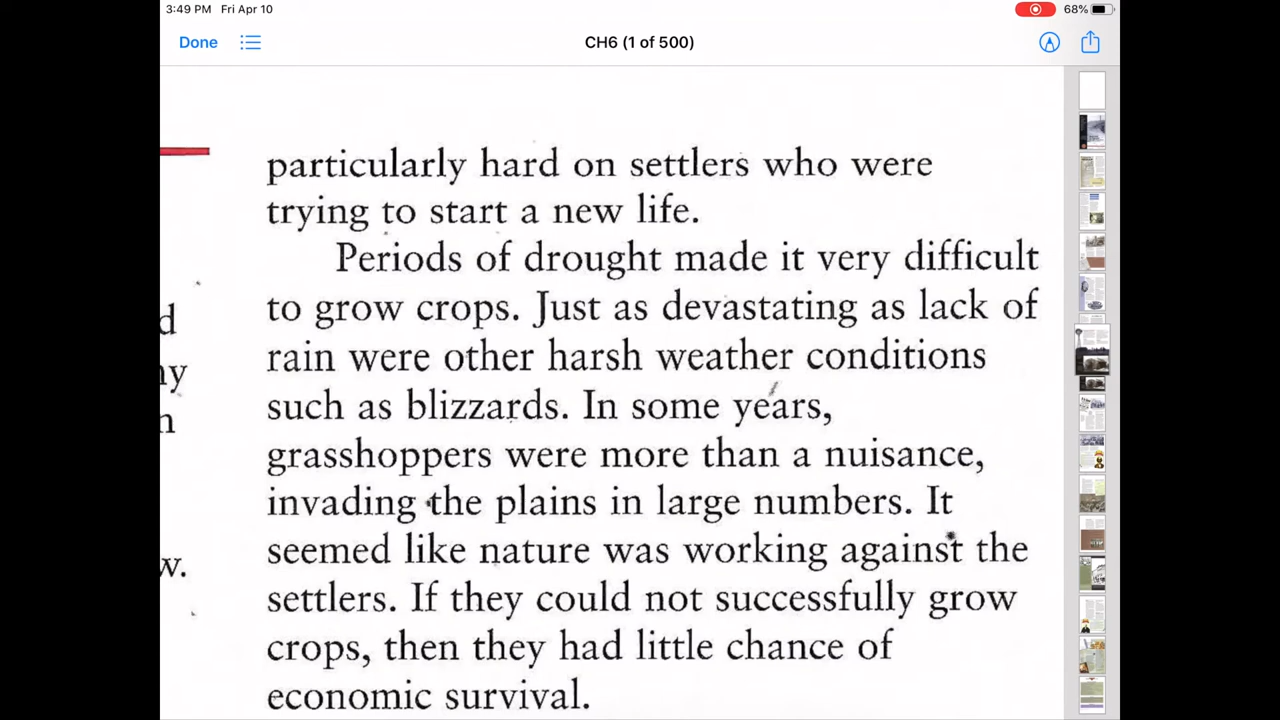 3:49 PM Fri Apr 10
68%
Done
CH6 (1 of 500)
particularly hard on settlers who were
trying to start a new life.
Periods of drought made it very difficult
to grow crops. Just as devastating as lack of
rain were other harsh weather conditions
such as blizzards. In some years,
grasshoppers were more than a nuisance,
invading the plains in large numbers. It
seemed like nature was working against the
settlers. If they could not successfully grow
crops, then they had little chance of
economic survival.
d
ny
n
w.